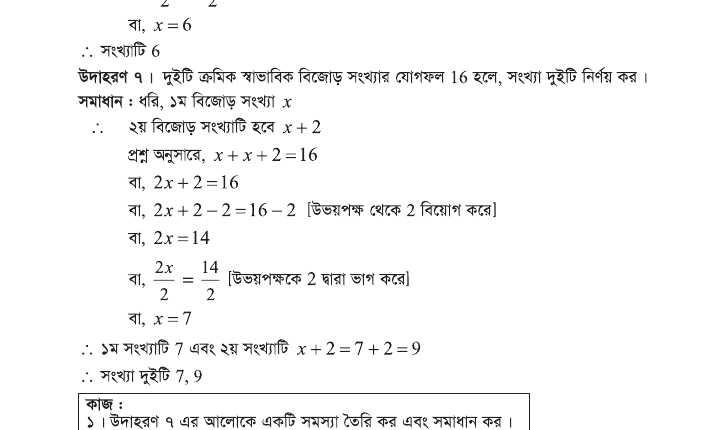 2 2
বা, x = 6
∴ সংখ্যাটি 6
উদাহরণ ৭। দুইটি ক্রমিক স্বাভাবিক বিজোড় সংখ্যার যোগফল 16 হলে, সংখ্যা দুইটি নির্ণয় কর।
সমাধান : ধরি, ১ম বিজোড় সংখ্যা x
∴ ২য় বিজোড় সংখ্যাটি হবে x + 2
প্রশ্ন অনুসারে, x + x + 2 = 16
বা, 2x + 2 = 16
বা, 2x + 2 − 2 = 16 − 2 [উভয়পক্ষ থেকে 2 বিয়োগ করে]
বা, 2x = 14
বা, 2x/2 = 14/2 [উভয়পক্ষকে 2 দ্বারা ভাগ করে]
বা, x = 7
∴ ১ম সংখ্যাটি 7 এবং ২য় সংখ্যাটি x + 2 = 7 + 2 = 9
∴ সংখ্যা দুইটি 7, 9
কাজ :
১। উদাহরণ ৭ এর আলোকে একটি সমস্যা তৈরি কর এবং সমাধান কর।